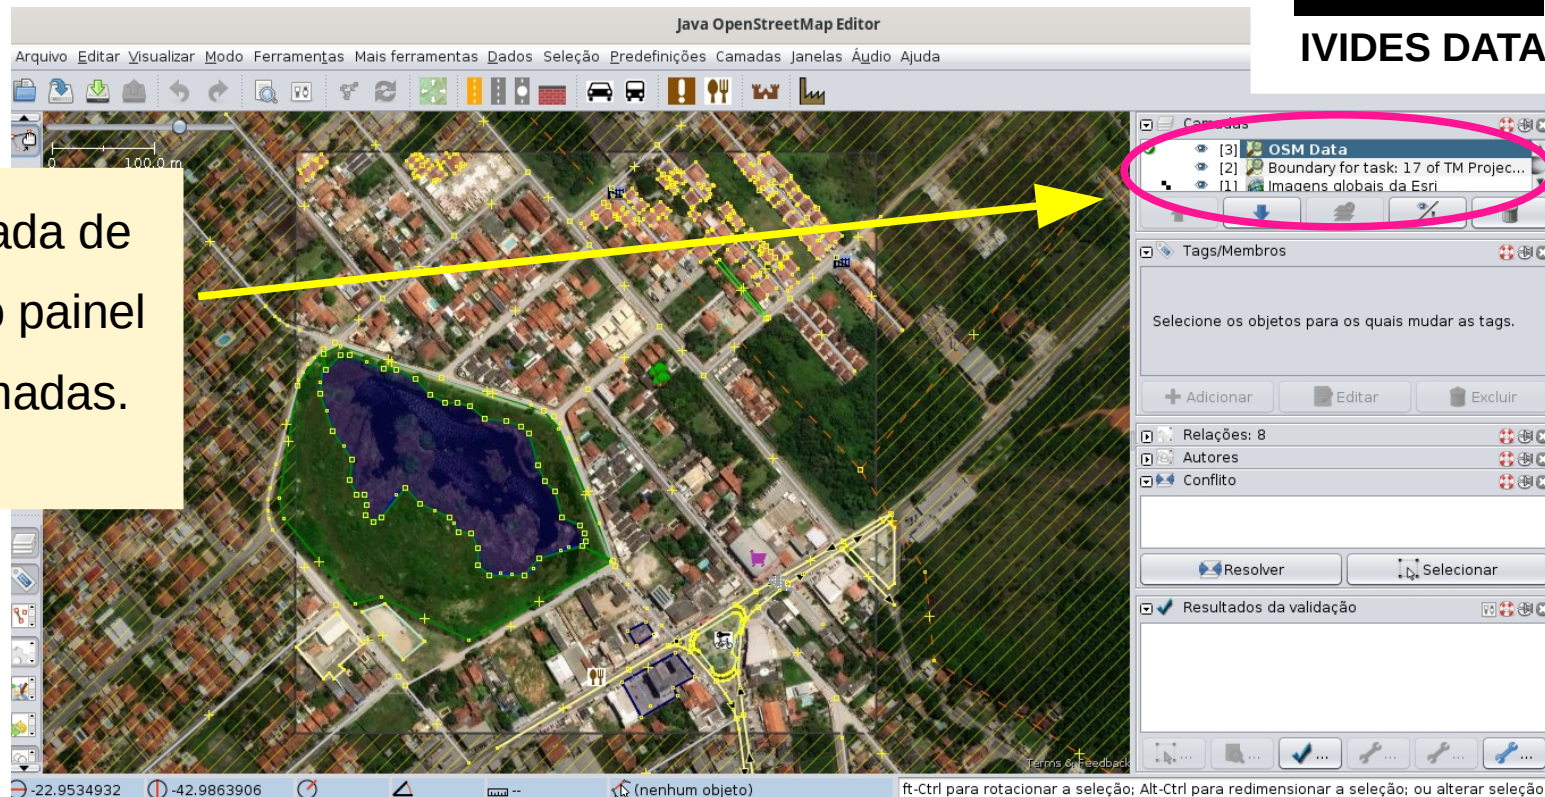 Java OpenStreetMap Editor
IVIDES DATA
Arquivo Editar Visualizar Modo Ferramentas Mais ferramentas Dados Seleção Predefinições Camadas Janelas Áudio Ajuda
0 100.0 m
ada de
o painel
nadas.
Camadas
[3] OSM Data
[2] Boundary for task: 17 of TM Projec...
[1] Imagens globais da Esri
Tags/Membros
Selecione os objetos para os quais mudar as tags.
Adicionar Editar Excluir
Relações: 8
Autores
Conflito
Resolver Selecionar
Resultados da validação
Terms & Feedback
-22.9534932 -42.9863906 -- (nenhum objeto) ft-Ctrl para rotacionar a seleção; Alt-Ctrl para redimensionar a seleção; ou alterar seleção